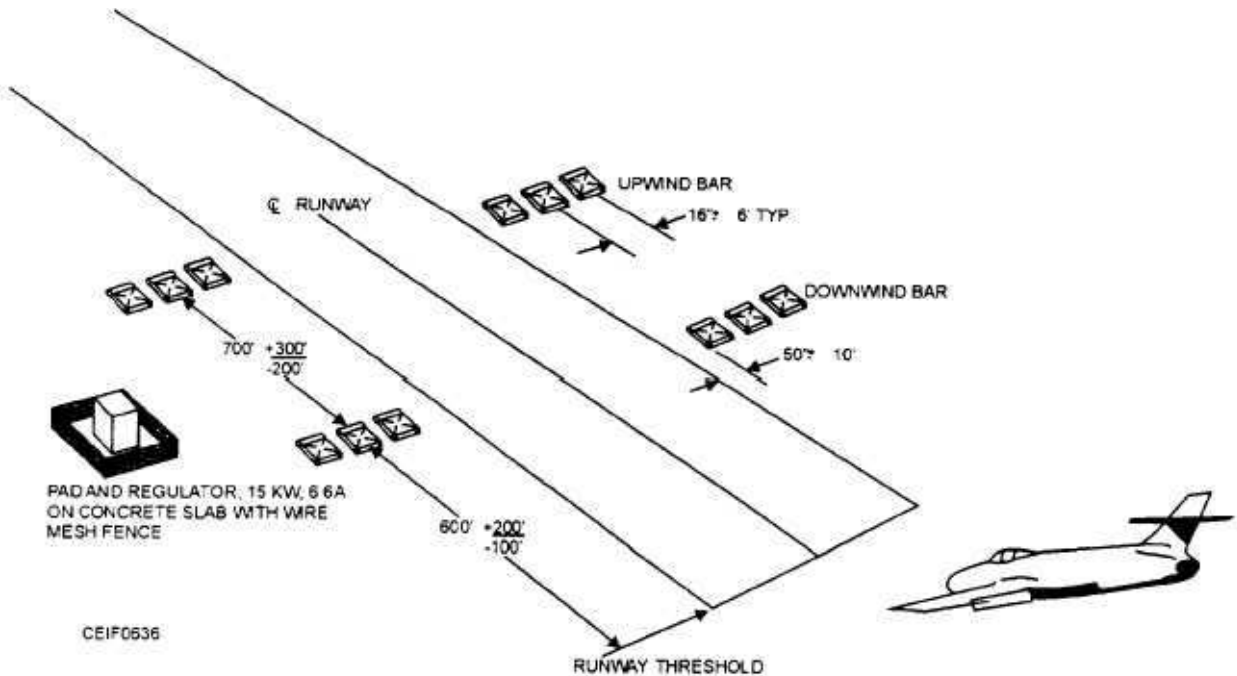 UPWIND BAR
℄ RUNWAY
16"? 6' TYP
DOWNWIND BAR
700' +300'
-200'
50"? 10'
PAD AND REGULATOR, 15 KW, 6 6A
ON CONCRETE SLAB WITH WIRE
MESH FENCE
600' +200'
-100'
CEIF0636
RUNWAY THRESHOLD